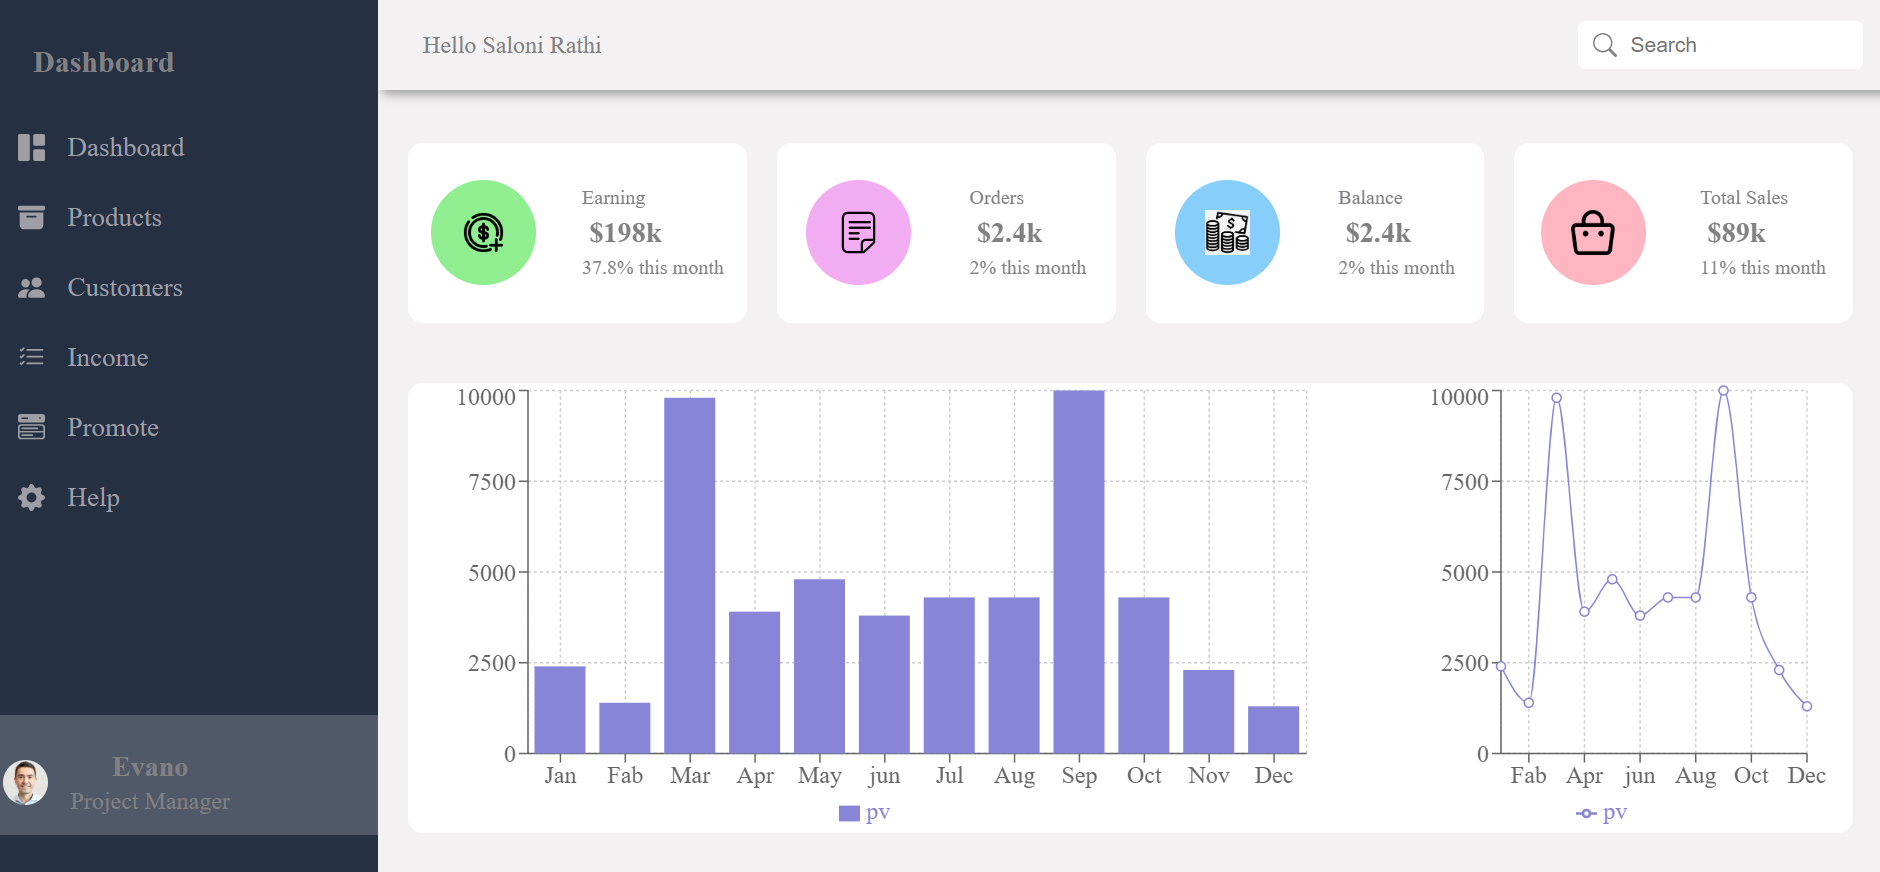 Dashboard
Dashboard
Products
Customers
Income
Promote
Help
Evano
Project Manager
Hello Saloni Rathi
Search
Earning
$198k
37.8% this month
Orders
$2.4k
2% this month
Balance
$2.4k
2% this month
Total Sales
$89k
11% this month
10000
7500
5000
2500
0
Jan Fab Mar Apr May jun Jul Aug Sep Oct Nov Dec
pv
10000
7500
5000
2500
0
Fab Apr jun Aug Oct Dec
pv